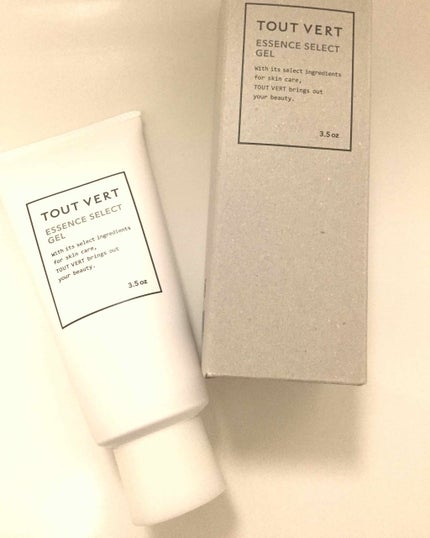 TOUT VERT
ESSENCE SELECT
GEL
With its select ingredients
for skin care,
TOUT VERT brings out
your beauty.
3.5 oz
TOUT VERT
ESSENCE SELECT
GEL
With its select ingredients
for skin care,
TOUT VERT brings out
your beauty.
3.5 oz